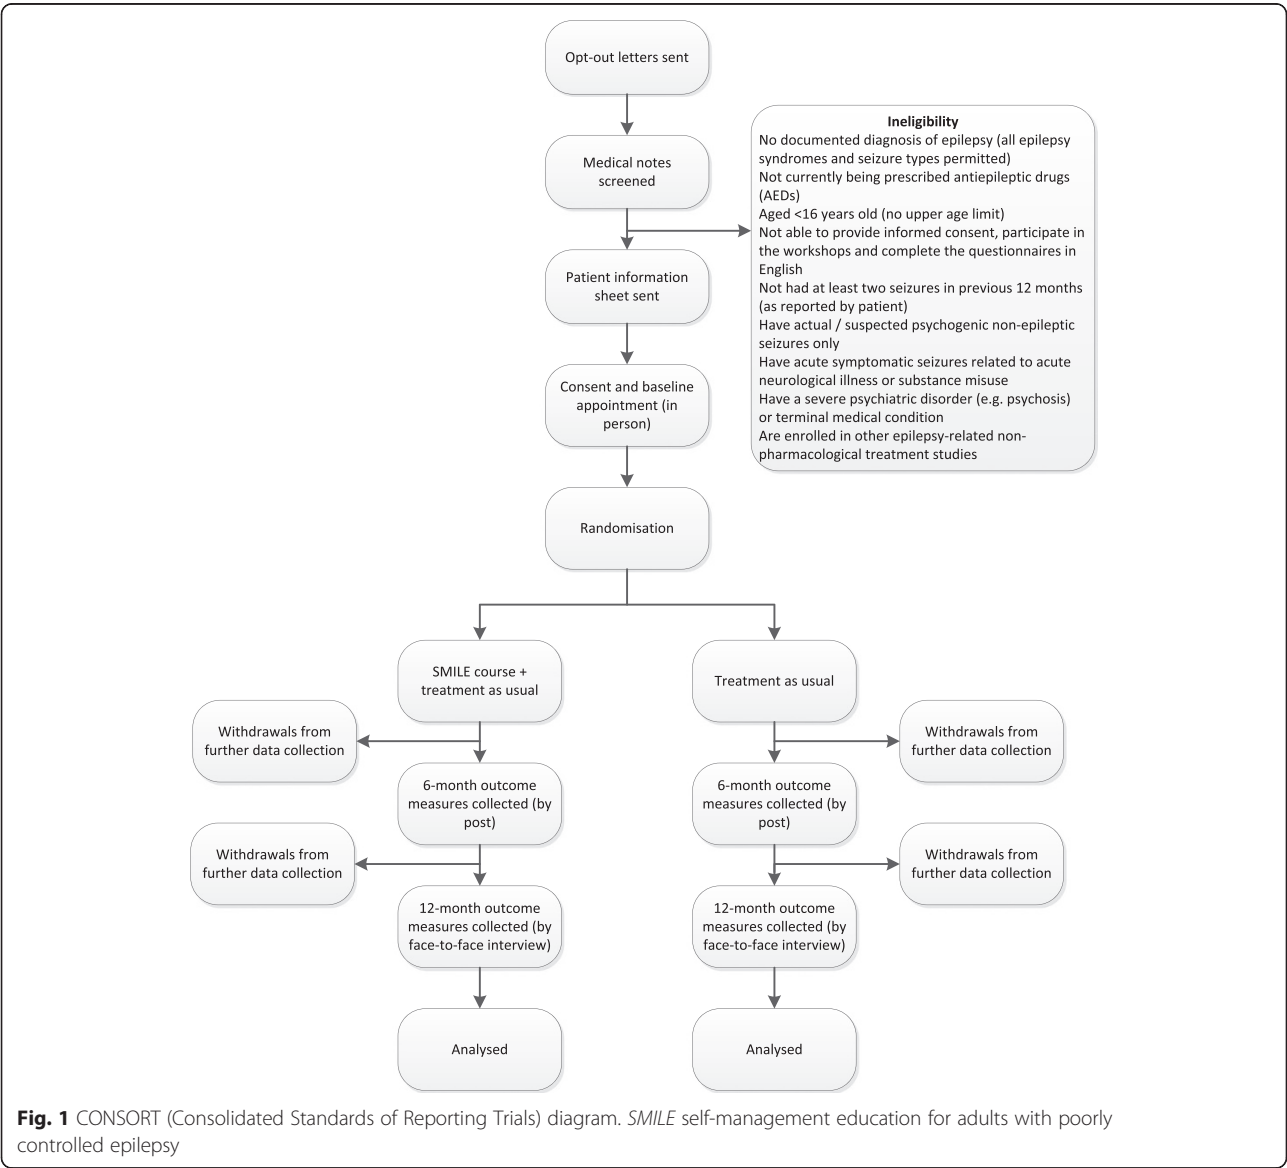 Opt-out letters sent
Medical notes
screened
Ineligibility
No documented diagnosis of epilepsy (all epilepsy
syndromes and seizure types permitted)
Not currently being prescribed antiepileptic drugs
(AEDs)
Aged <16 years old (no upper age limit)
Not able to provide informed consent, participate in
the workshops and complete the questionnaires in
English
Not had at least two seizures in previous 12 months
(as reported by patient)
Have actual / suspected psychogenic non-epileptic
seizures only
Have acute symptomatic seizures related to acute
neurological illness or substance misuse
Have a severe psychiatric disorder (e.g. psychosis)
or terminal medical condition
Are enrolled in other epilepsy-related non-
pharmacological treatment studies
Patient information
sheet sent
Consent and baseline
appointment (in
person)
Randomisation
SMILE course +
treatment as usual
Treatment as usual
Withdrawals from
further data collection
Withdrawals from
further data collection
6-month outcome
measures collected (by
post)
6-month outcome
measures collected (by
post)
Withdrawals from
further data collection
Withdrawals from
further data collection
12-month outcome
measures collected (by
face-to-face interview)
12-month outcome
measures collected (by
face-to-face interview)
Analysed
Analysed
Fig. 1 CONSORT (Consolidated Standards of Reporting Trials) diagram. SMILE self-management education for adults with poorly
controlled epilepsy